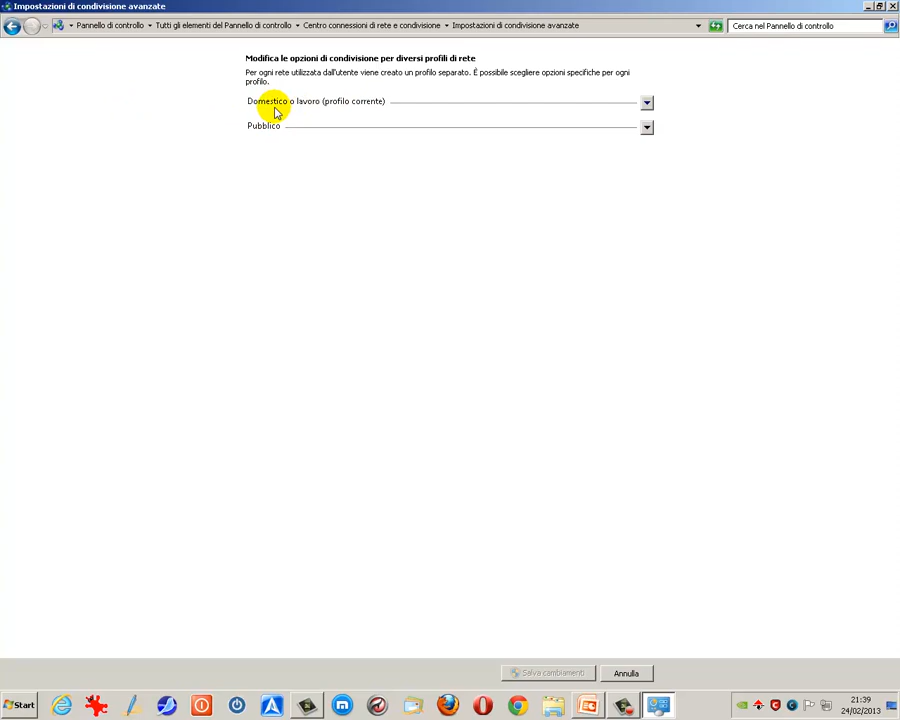 Impostazioni di condivisione avanzate
Pannello di controllo Tutti gli elementi del Pannello di controllo Centro connessioni di rete e condivisione Impostazioni di condivisione avanzate Cerca nel Pannello di controllo
Modifica le opzioni di condivisione per diversi profili di rete
Per ogni rete utilizzata dall'utente viene creato un profilo separato. È possibile scegliere opzioni specifiche per ogni
profilo.
Domestico o lavoro (profilo corrente)
Pubblico
Salva cambiamenti Annulla
Start
21:39
24/02/2013